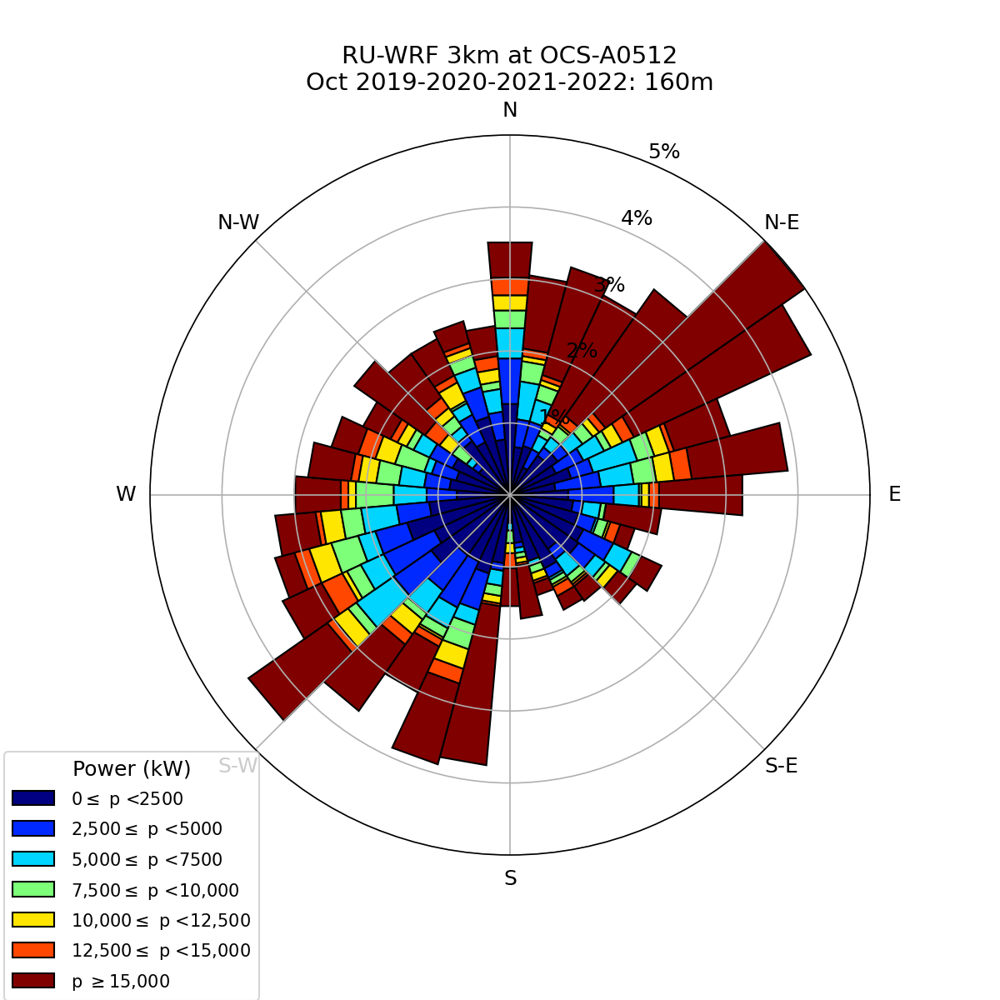 RU-WRF 3km at OCS-A0512
Oct 2019-2020-2021-2022: 160m
N
5%
4%
N-W
N-E
3%
2%
1%
W
E
S-W
S-E
S
Power (kW)
0≤ p <2500
2,500≤ p <5000
5,000≤ p <7500
7,500≤ p <10,000
10,000≤ p <12,500
12,500≤ p <15,000
p ≥15,000